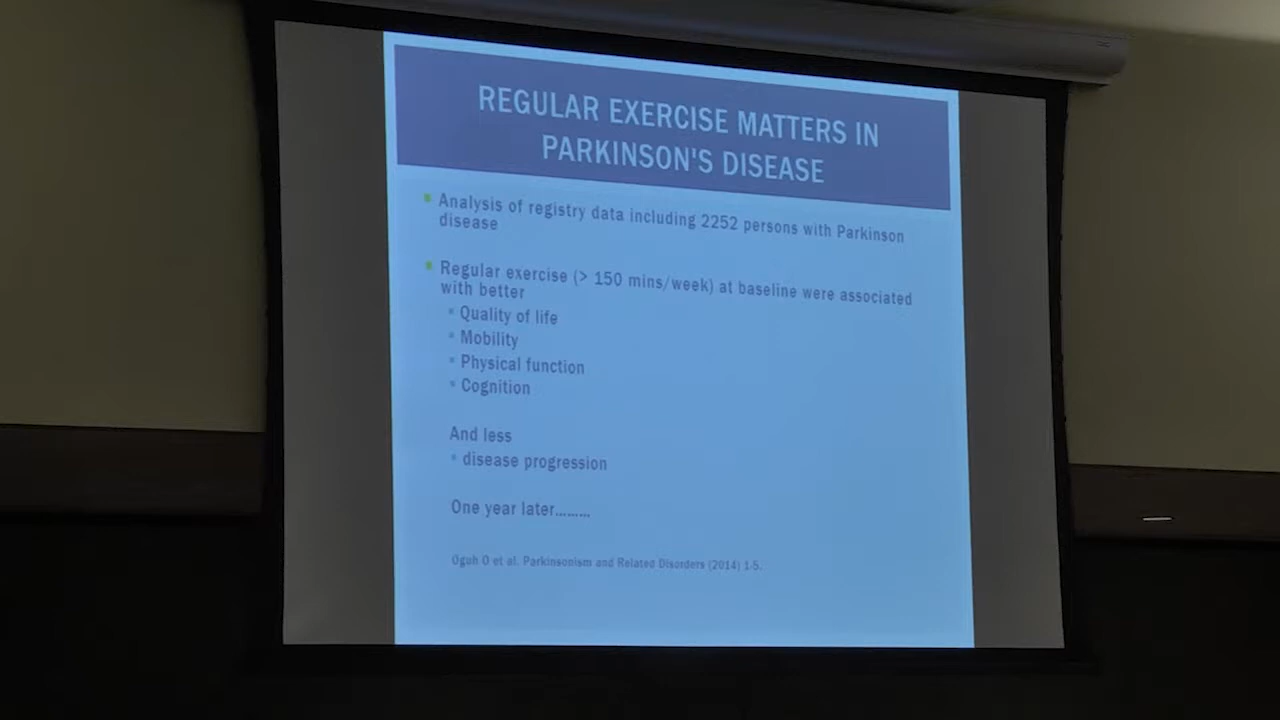 REGULAR EXERCISE MATTERS IN
PARKINSON'S DISEASE
Analysis of registry data including 2252 persons with Parkinson
disease
Regular exercise (> 150 mins/week) at baseline were associated
with better
Quality of life
Mobility
Physical function
Cognition
And less
disease progression
One year later.........
Oguh O et al. Parkinsonism and Related Disorders (2014) 1-5.